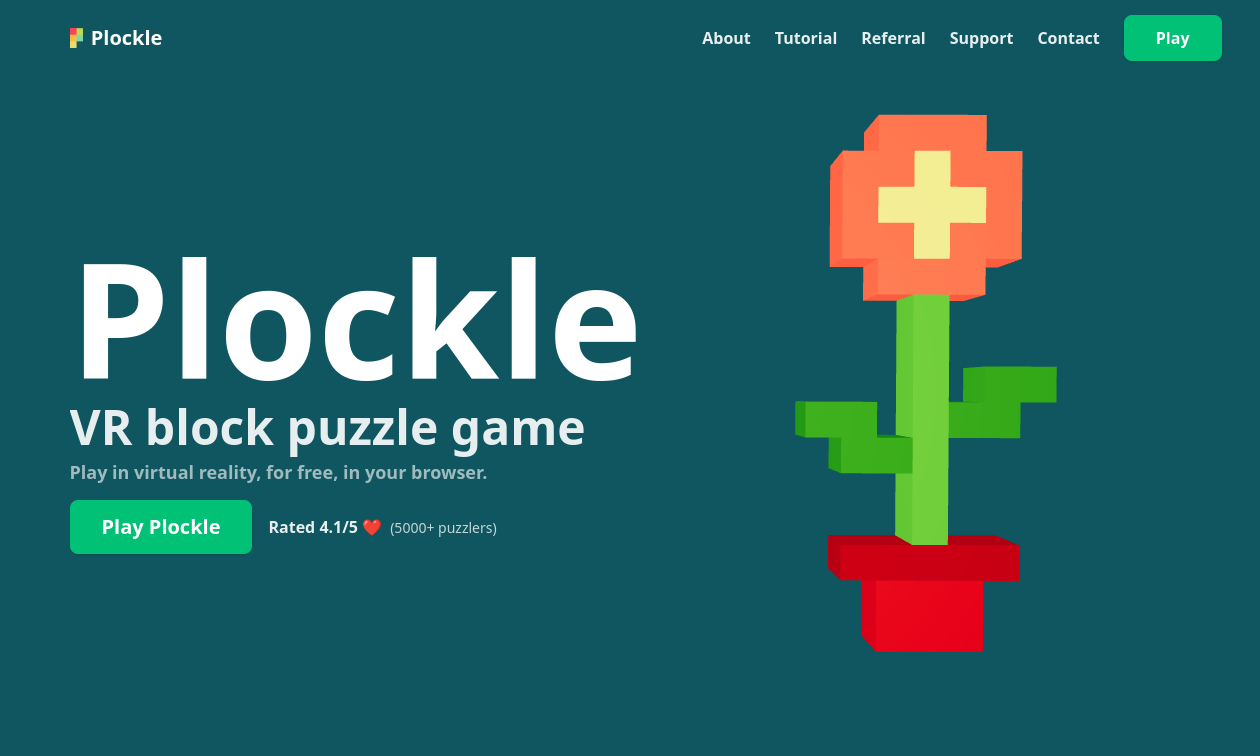 Plockle
About Tutorial Referral Support Contact Play
Plockle
VR block puzzle game
Play in virtual reality, for free, in your browser.
Play Plockle Rated 4.1/5 ❤️ (5000+ puzzlers)